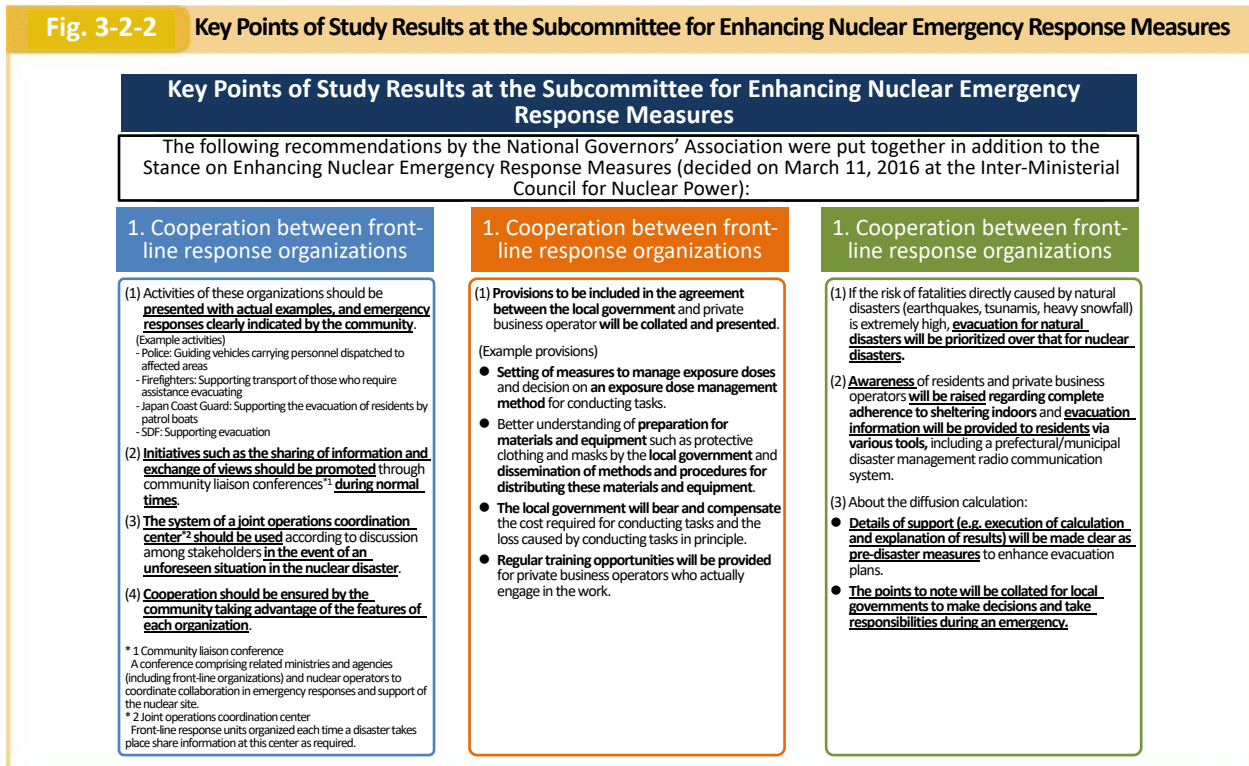 Fig. 3-2-2
Key Points of Study Results at the Subcommittee for Enhancing Nuclear Emergency Response Measures
Key Points of Study Results at the Subcommittee for Enhancing Nuclear Emergency
Response Measures
The following recommendations by the National Governors' Association were put together in addition to the
Stance on Enhancing Nuclear Emergency Response Measures (decided on March 11, 2016 at the Inter-Ministerial
Council for Nuclear Power):
1. Cooperation between front-
line response organizations
(1) Activities of these organizations should be
presented with actual examples, and emergency
responses clearly indicated by the community.
(Example activities)
- Police: Guiding vehicles carrying personnel dispatched to
affected areas
- Firefighters: Supporting transport of those who require
assistance evacuating
- Japan Coast Guard: Supporting the evacuation of residents by
patrol boats
- SDF: Supporting evacuation
(2) Initiatives such as the sharing of information and
exchange of views should be promoted through
community liaison conferences*1 during normal
times.
(3) The system of a joint operations coordination
center*2 should be used according to discussion
among stakeholders in the event of an
unforeseen situation in the nuclear disaster.
(4) Cooperation should be ensured by the
community taking advantage of the features of
each organization.
* 1 Community liaison conference
A conference comprising related ministries and agencies
(including front-line organizations) and nuclear operators to
coordinate collaboration in emergency responses and support of
the nuclear site.
* 2 Joint operations coordination center
Front-line response units organized each time a disaster takes
place share information at this center as required.
1. Cooperation between front-
line response organizations
(1) Provisions to be included in the agreement
between the local government and private
business operator will be collated and presented.
(Example provisions)
● Setting of measures to manage exposure doses
and decision on an exposure dose management
method for conducting tasks.
● Better understanding of preparation for
materials and equipment such as protective
clothing and masks by the local government and
dissemination of methods and procedures for
distributing these materials and equipment.
● The local government will bear and compensate
the cost required for conducting tasks and the
loss caused by conducting tasks in principle.
● Regular training opportunities will be provided
for private business operators who actually
engage in the work.
1. Cooperation between front-
line response organizations
(1) If the risk of fatalities directly caused by natural
disasters (earthquakes, tsunamis, heavy snowfall)
is extremely high, evacuation for natural
disasters will be prioritized over that for nuclear
disasters.
(2) Awareness of residents and private business
operators will be raised regarding complete
adherence to sheltering indoors and evacuation
information will be provided to residents via
various tools, including a prefectural/municipal
disaster management radio communication
system.
(3) About the diffusion calculation:
● Details of support (e.g. execution of calculation
and explanation of results) will be made clear as
pre-disaster measures to enhance evacuation
plans.
● The points to note will be collated for local
governments to make decisions and take
responsibilities during an emergency.